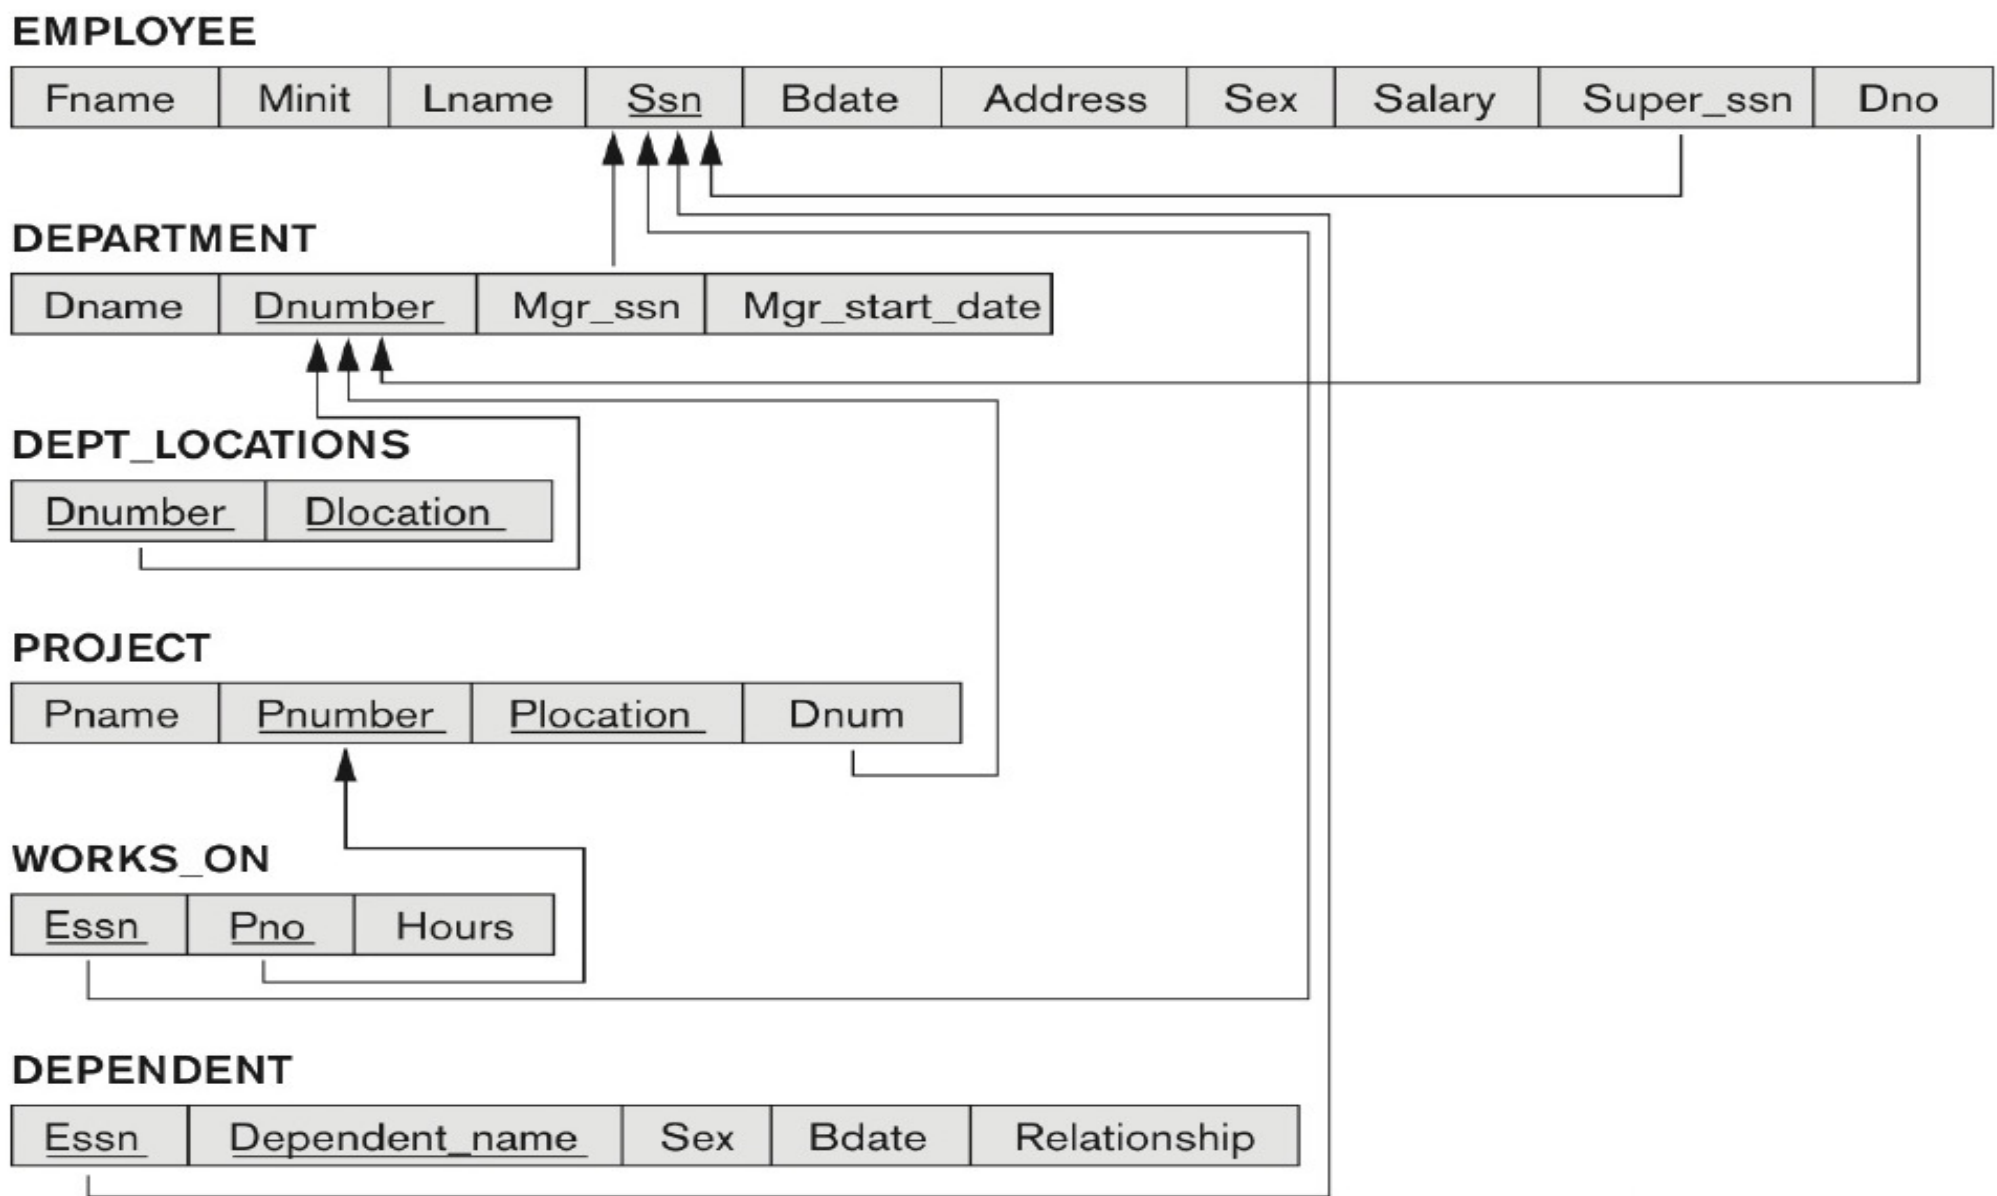 EMPLOYEE
Fname Minit Lname Ssn Bdate Address Sex Salary Super_ssn Dno
DEPARTMENT
Dname Dnumber Mgr_ssn Mgr_start_date
DEPT_LOCATIONS
Dnumber Dlocation
PROJECT
Pname Pnumber Plocation Dnum
WORKS_ON
Essn Pno Hours
DEPENDENT
Essn Dependent_name Sex Bdate Relationship